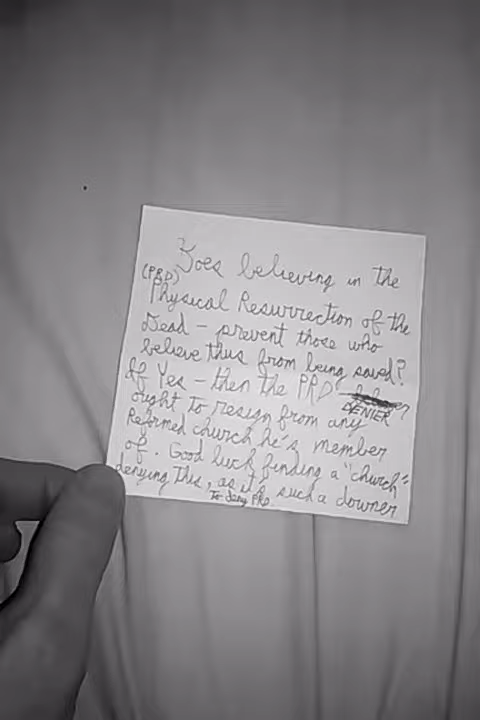 Does believing in the
(PRD)
Physical Resurrection of the
Dead – prevent those who
believe thus from being saved?
If Yes – then the PRD
DENIER
ought to resign from any
Reformed church he's member
of. Good luck finding a "church"
denying this, as it's such a downer
To deny PRD.